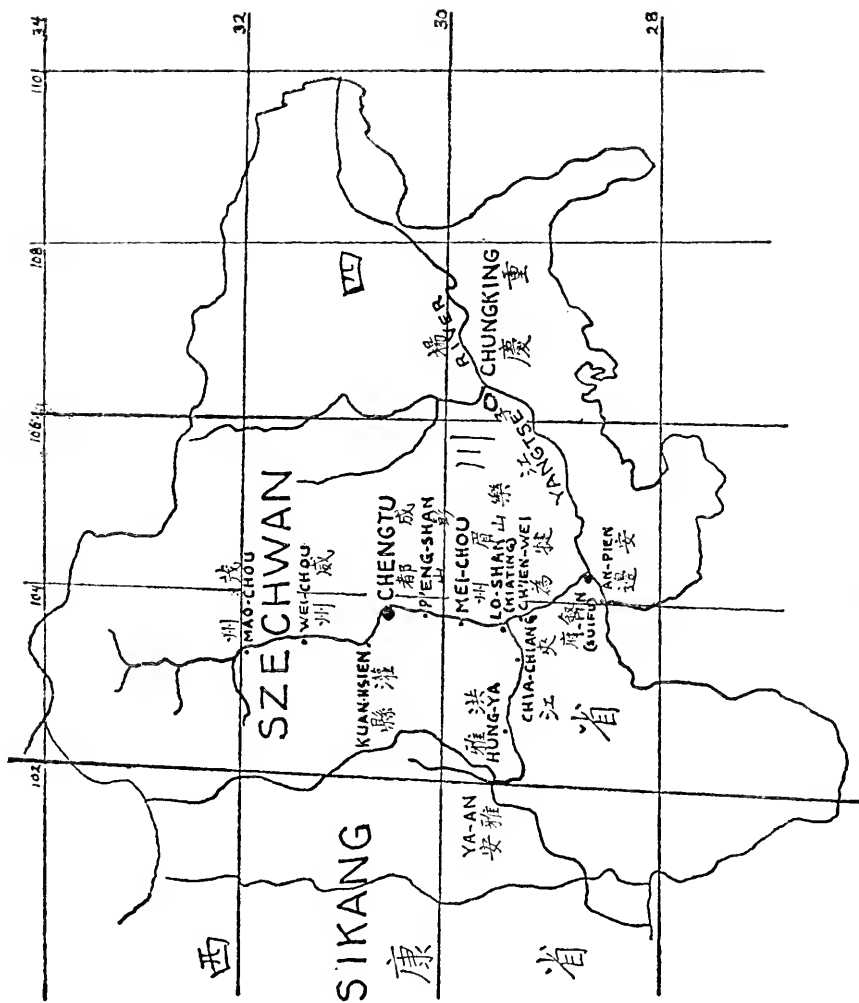 102
104
106
108
110
34
32
30
28
SZECHWAN
四川省
SIKANG
西康省
MAO-CHOU
茂州
WEI-CHOU
威州
KUAN-HSIEN
灌縣
CHENGTU
成都
P'ENG-SHAN
彭山
MEI-CHOU
眉州
LO-SHAN
(KIATING)
樂山
CH'IEN-WEI
犍為
CHIA-CHIANG
夾江
HUNG-YA
洪雅
YA-AN
雅安
I-PIN
(SUIFU)
敘府
AN-PIEN
安邊
YANGTSE RIVER
揚子江
CHUNGKING
重慶